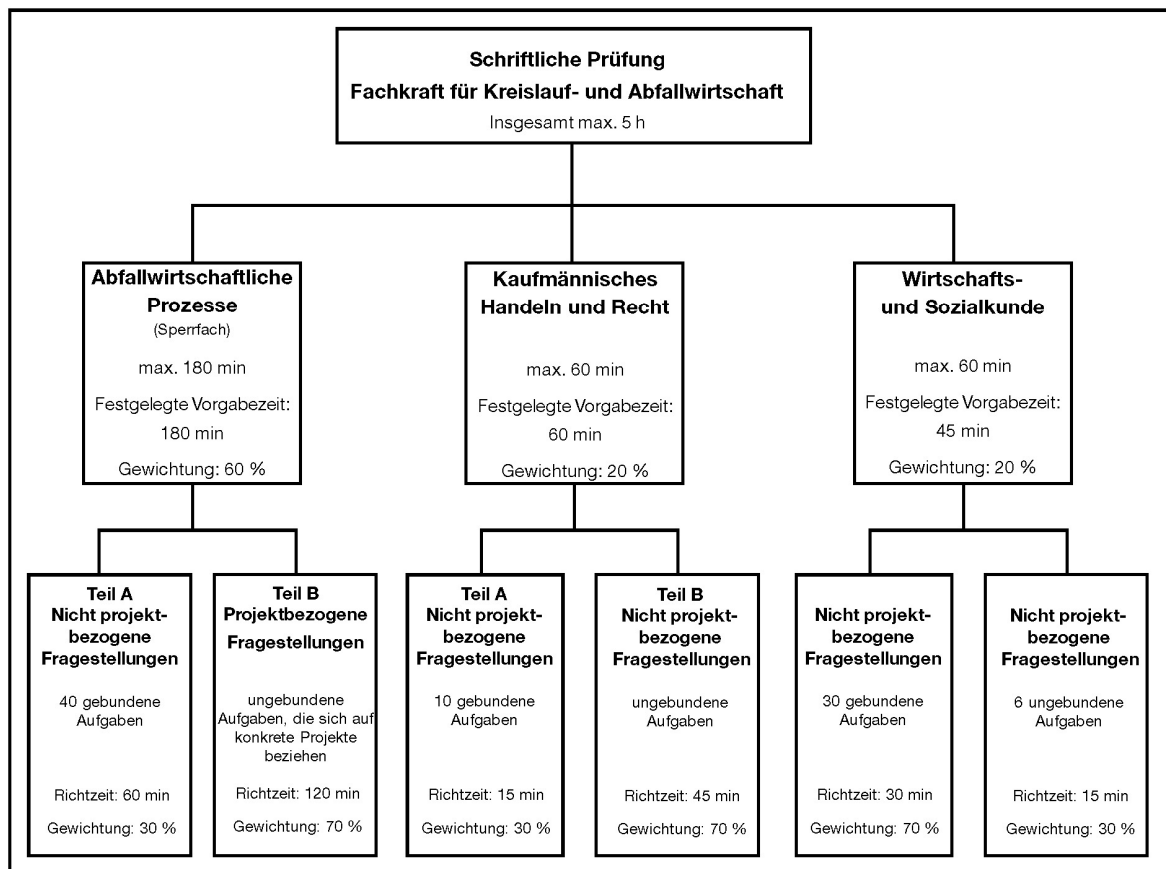 Schriftliche Prüfung
Fachkraft für Kreislauf- und Abfallwirtschaft
Insgesamt max. 5 h
Abfallwirtschaftliche
Prozesse
(Sperrfach)
max. 180 min
Festgelegte Vorgabezeit:
180 min
Gewichtung: 60 %
Kaufmännisches
Handeln und Recht
max. 60 min
Festgelegte Vorgabezeit:
60 min
Gewichtung: 20 %
Wirtschafts-
und Sozialkunde
max. 60 min
Festgelegte Vorgabezeit:
45 min
Gewichtung: 20 %
Teil A
Nicht projekt-
bezogene
Fragestellungen
40 gebundene
Aufgaben
Richtzeit: 60 min
Gewichtung: 30 %
Teil B
Projektbezogene
Fragestellungen
ungebundene
Aufgaben, die sich auf
konkrete Projekte
beziehen
Richtzeit: 120 min
Gewichtung: 70 %
Teil A
Nicht projekt-
bezogene
Fragestellungen
10 gebundene
Aufgaben
Richtzeit: 15 min
Gewichtung: 30 %
Teil B
Nicht projekt-
bezogene
Fragestellungen
ungebundene
Aufgaben
Richtzeit: 45 min
Gewichtung: 70 %
Nicht projekt-
bezogene
Fragestellungen
30 gebundene
Aufgaben
Richtzeit: 30 min
Gewichtung: 70 %
Nicht projekt-
bezogene
Fragestellungen
6 ungebundene
Aufgaben
Richtzeit: 15 min
Gewichtung: 30 %